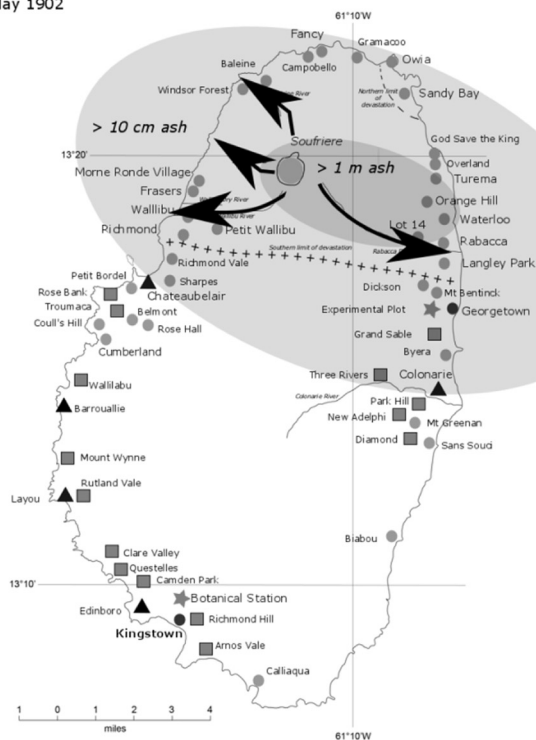 ay 1902
61°10'W
Fancy
Gramacoo
Baleine
Campobello
Owia
Windsor Forest
River
Northern limit
of
devastation
Sandy Bay
> 10 cm ash
Soufriere
God Save the King
13°20'
> 1 m ash
Overland
Morne Ronde Village
Turema
Frasers
River
Orange Hill
Walllibu
Wallibu River
Waterloo
Richmond
Petit Wallibu
Lot 14
Rabacca
Southern limit of devastation
Rabacca
Richmond Vale
Langley Park
Petit Bordel
Sharpes
Dickson
Rose Bank
Chateaubelair
Mt Bentinck
Troumaca
Belmont
Experimental Plot
Georgetown
Coull's Hill
Rose Hall
Grand Sable
Cumberland
Byera
Three Rivers
Colonarie
Wallilabu
Colonarie River
Park Hill
Barrouallie
New Adelphi
Mt Greenan
Diamond
Sans Souci
Mount Wynne
Rutland Vale
Layou
Biabou
Clare Valley
Questelles
13°10'
Camden Park
Botanical Station
Edinboro
Richmond Hill
Kingstown
Arnos Vale
Calliaqua
1 0 1 2 3 4
miles
61°10'W